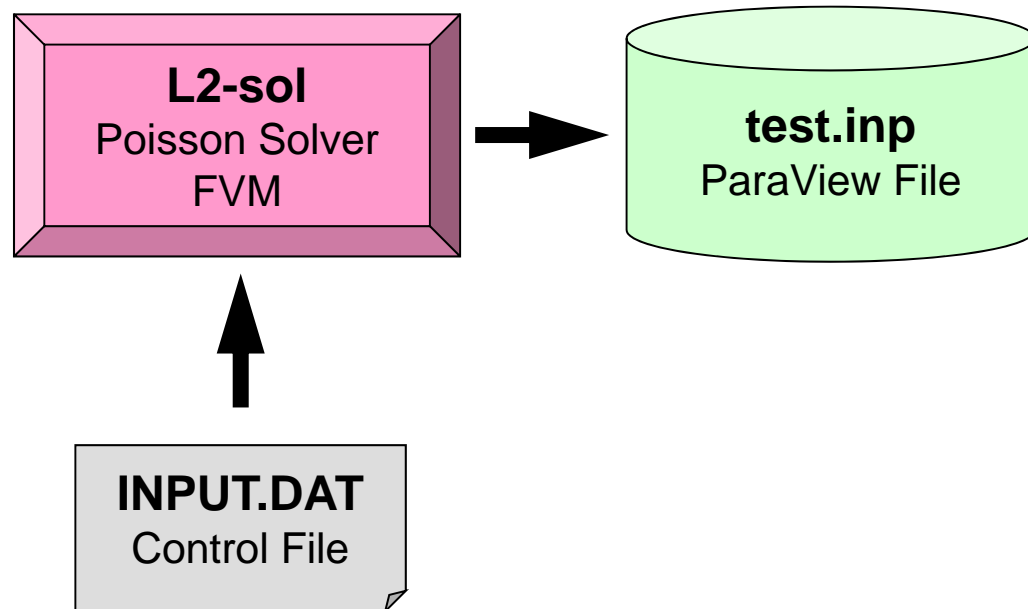 L2-sol
Poisson Solver
FVM
test.inp
ParaView File
INPUT.DAT
Control File